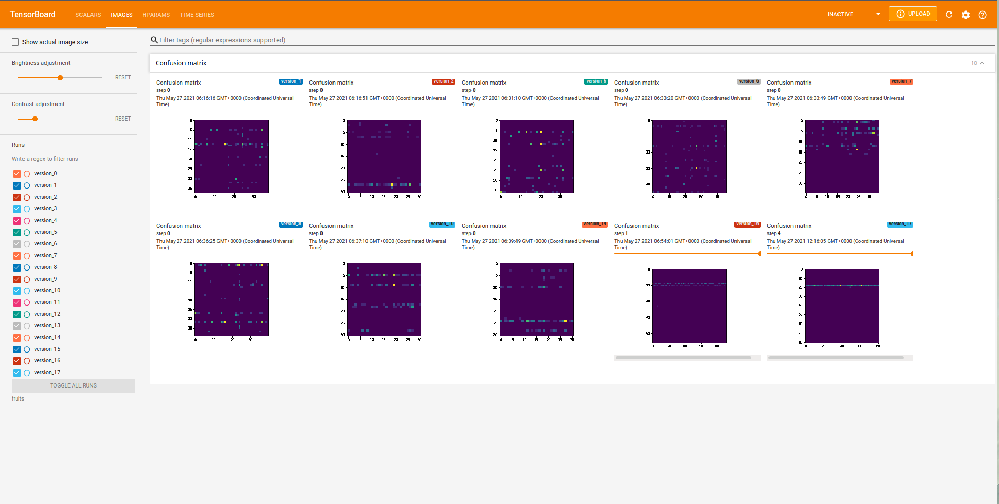 TensorBoard
SCALARS
IMAGES
HPARAMS
TIME SERIES
INACTIVE
UPLOAD
Show actual image size
Filter tags (regular expressions supported)
Brightness adjustment
RESET
Contrast adjustment
RESET
Runs
Write a regex to filter runs
version_0
version_1
version_2
version_3
version_4
version_5
version_6
version_7
version_8
version_9
version_10
version_11
version_12
version_13
version_14
version_15
version_16
version_17
TOGGLE ALL RUNS
fruits
Confusion matrix
10
Confusion matrix
version_1
step 0
Thu May 27 2021 06:16:16 GMT+0000 (Coordinated Universal
Time)
0
5
10
15
20
25
30
35
0 10 20 30
Confusion matrix
version_2
step 0
Thu May 27 2021 06:16:51 GMT+0000 (Coordinated Universal
Time)
0
5
10
15
20
25
30
0 5 10 15 20 25 30
Confusion matrix
version_5
step 0
Thu May 27 2021 06:31:10 GMT+0000 (Coordinated Universal
Time)
0
5
10
15
20
25
30
35
0 10 20 30
Confusion matrix
version_6
step 0
Thu May 27 2021 06:33:20 GMT+0000 (Coordinated Universal
Time)
0
10
20
30
40
0 10 20 30 40
Confusion matrix
version_7
step 0
Thu May 27 2021 06:33:49 GMT+0000 (Coordinated Universal
Time)
0
5
10
15
20
25
30
0 5 10 15 20 25 30
Confusion matrix
version_8
step 0
Thu May 27 2021 06:36:25 GMT+0000 (Coordinated Universal
Time)
0
5
10
15
20
25
30
35
0 10 20 30
Confusion matrix
version_10
step 0
Thu May 27 2021 06:37:10 GMT+0000 (Coordinated Universal
Time)
0
5
10
15
20
25
30
0 5 10 15 20 25 30
Confusion matrix
version_14
step 0
Thu May 27 2021 06:39:49 GMT+0000 (Coordinated Universal
Time)
0
5
10
15
20
25
30
0 5 10 15 20 25 30
Confusion matrix
version_16
step 1
Thu May 27 2021 06:54:01 GMT+0000 (Coordinated Universal
Time)
0
20
40
60
80
0 20 40 60 80
Confusion matrix
version_17
step 4
Thu May 27 2021 12:16:05 GMT+0000 (Coordinated Universal
Time)
0
10
20
30
40
50
60
70
80
0 20 40 60 80